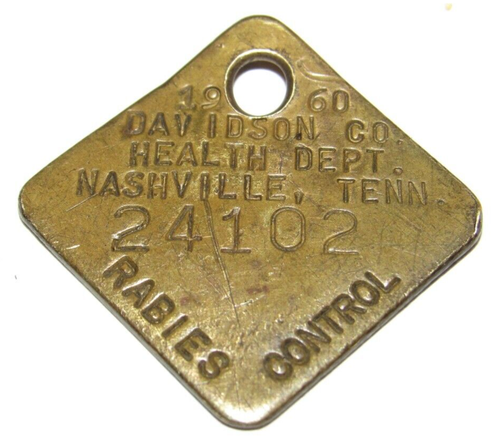 1960
DAVIDSON CO.
HEALTH DEPT.
NASHVILLE, TENN.
24102
RABIES CONTROL